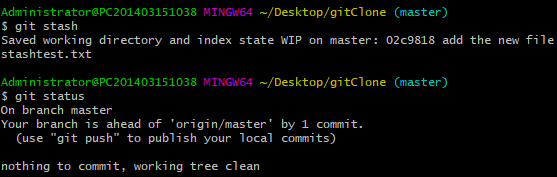 Administrator@PC201403151038 MINGW64 ~/Desktop/gitClone (master)
$ git stash
Saved working directory and index state WIP on master: 02c9818 add the new file
stashtest.txt
Administrator@PC201403151038 MINGW64 ~/Desktop/gitClone (master)
$ git status
On branch master
Your branch is ahead of 'origin/master' by 1 commit.
  (use "git push" to publish your local commits)
nothing to commit, working tree clean